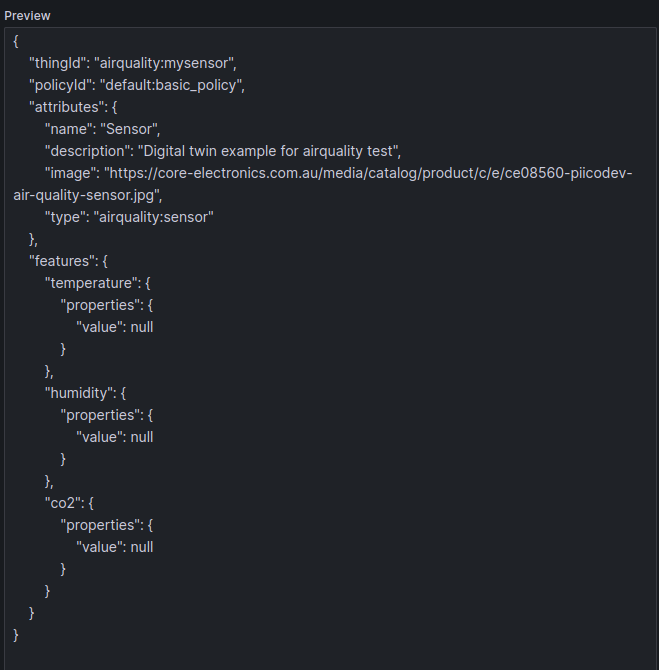 Preview
{
"thingId": "airquality:mysensor",
"policyId": "default:basic_policy",
"attributes": {
"name": "Sensor",
"description": "Digital twin example for airquality test",
"image": "https://core-electronics.com.au/media/catalog/product/c/e/ce08560-piicodev-
air-quality-sensor.jpg",
"type": "airquality:sensor"
},
"features": {
"temperature": {
"properties": {
"value": null
}
},
"humidity": {
"properties": {
"value": null
}
},
"co2": {
"properties": {
"value": null
}
}
}
}